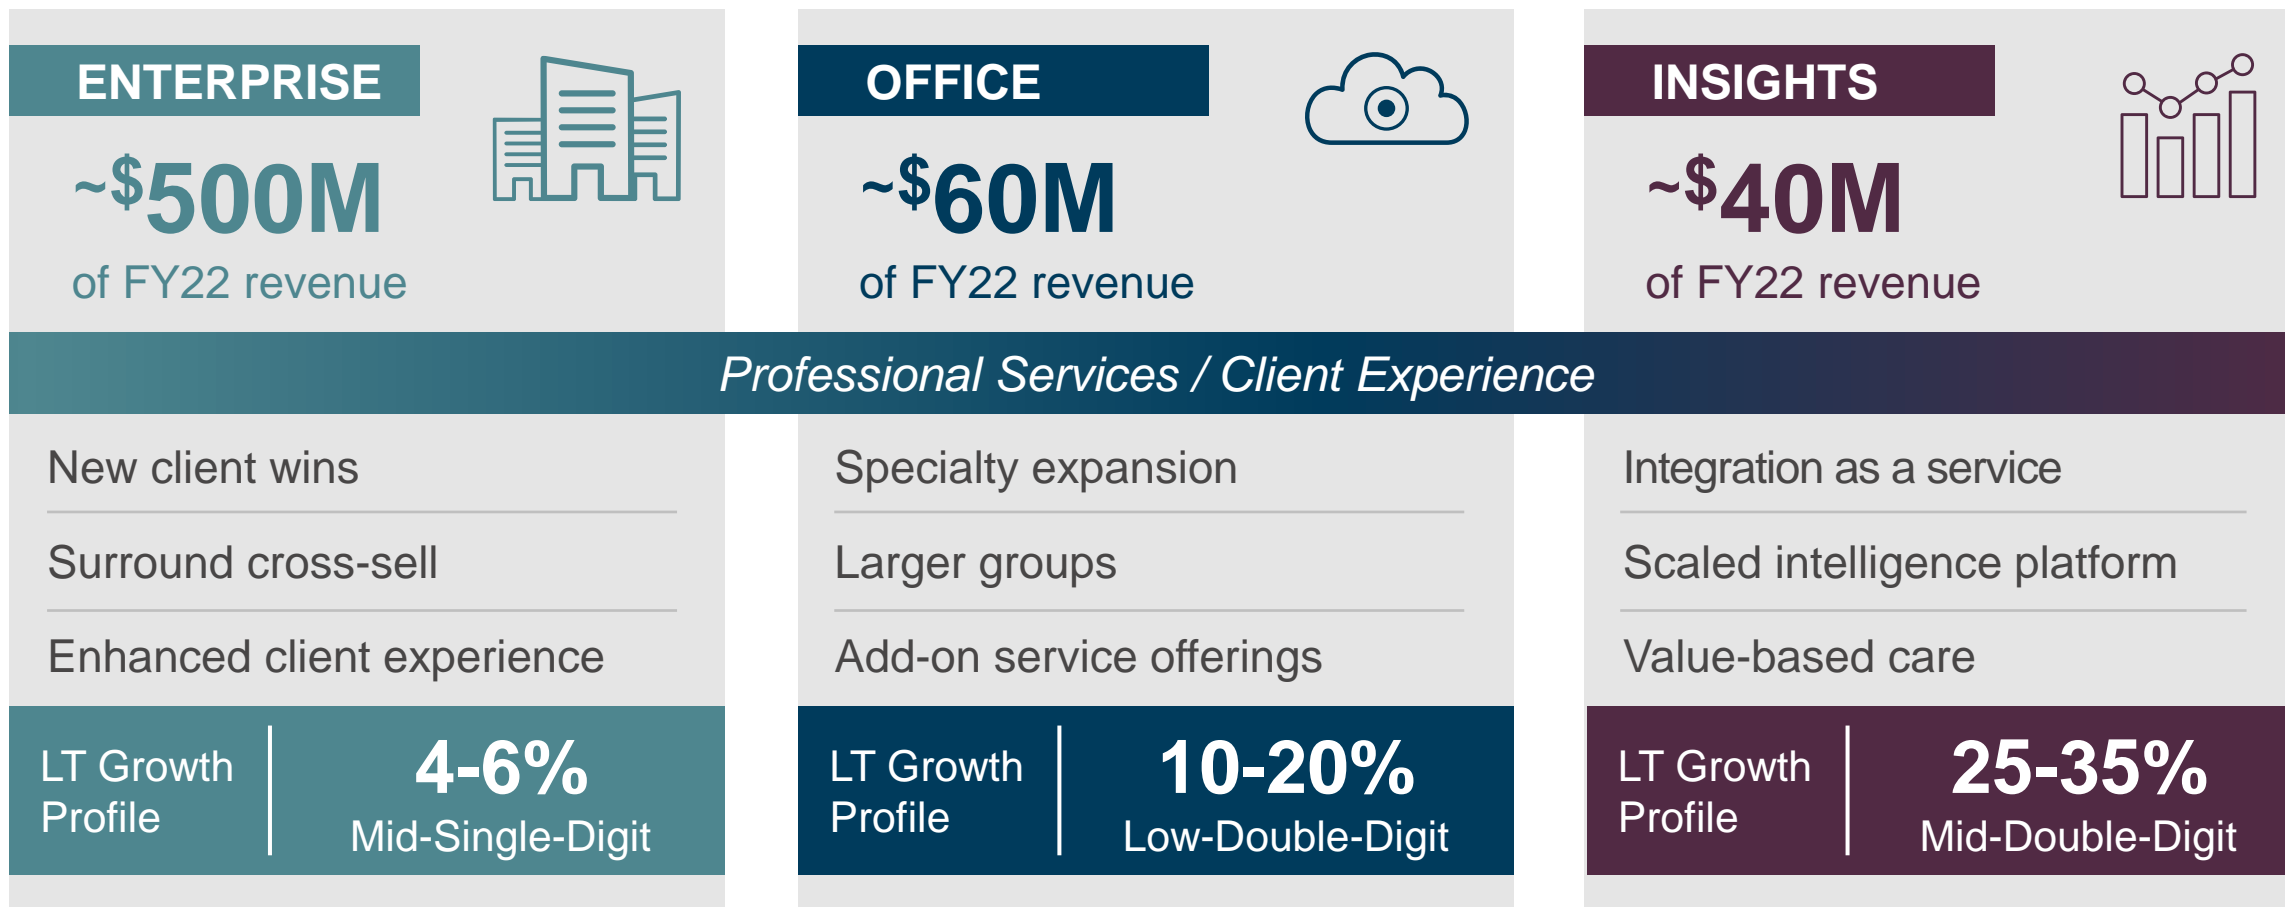 ENTERPRISE
~$500M
of FY22 revenue
OFFICE
~$60M
of FY22 revenue
INSIGHTS
~$40M
of FY22 revenue
Professional Services / Client Experience
New client wins
Surround cross-sell
Enhanced client experience
Specialty expansion
Larger groups
Add-on service offerings
Integration as a service
Scaled intelligence platform
Value-based care
LT Growth
Profile
4-6%
Mid-Single-Digit
LT Growth
Profile
10-20%
Low-Double-Digit
LT Growth
Profile
25-35%
Mid-Double-Digit